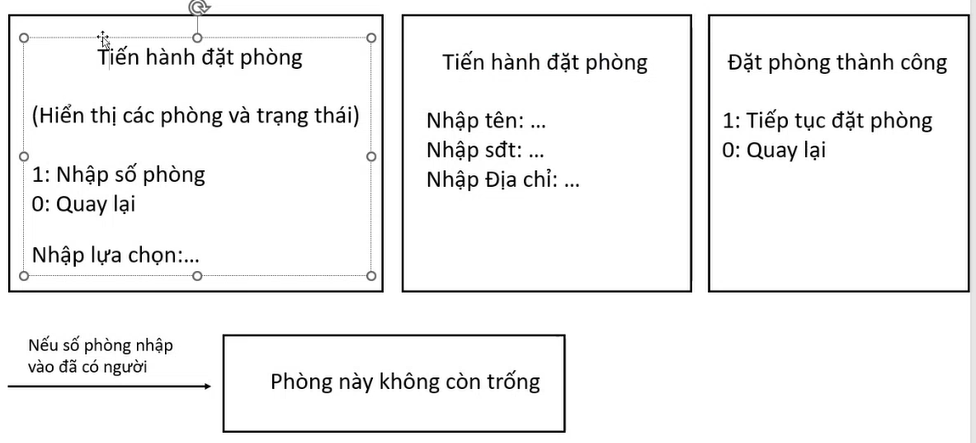 Tiến hành đặt phòng
(Hiển thị các phòng và trạng thái)
1: Nhập số phòng
0: Quay lại
Nhập lựa chọn:...
Tiến hành đặt phòng
Nhập tên: ...
Nhập sđt: ...
Nhập Địa chỉ: ...
Đặt phòng thành công
1: Tiếp tục đặt phòng
0: Quay lại
Nếu số phòng nhập
vào đã có người
Phòng này không còn trống